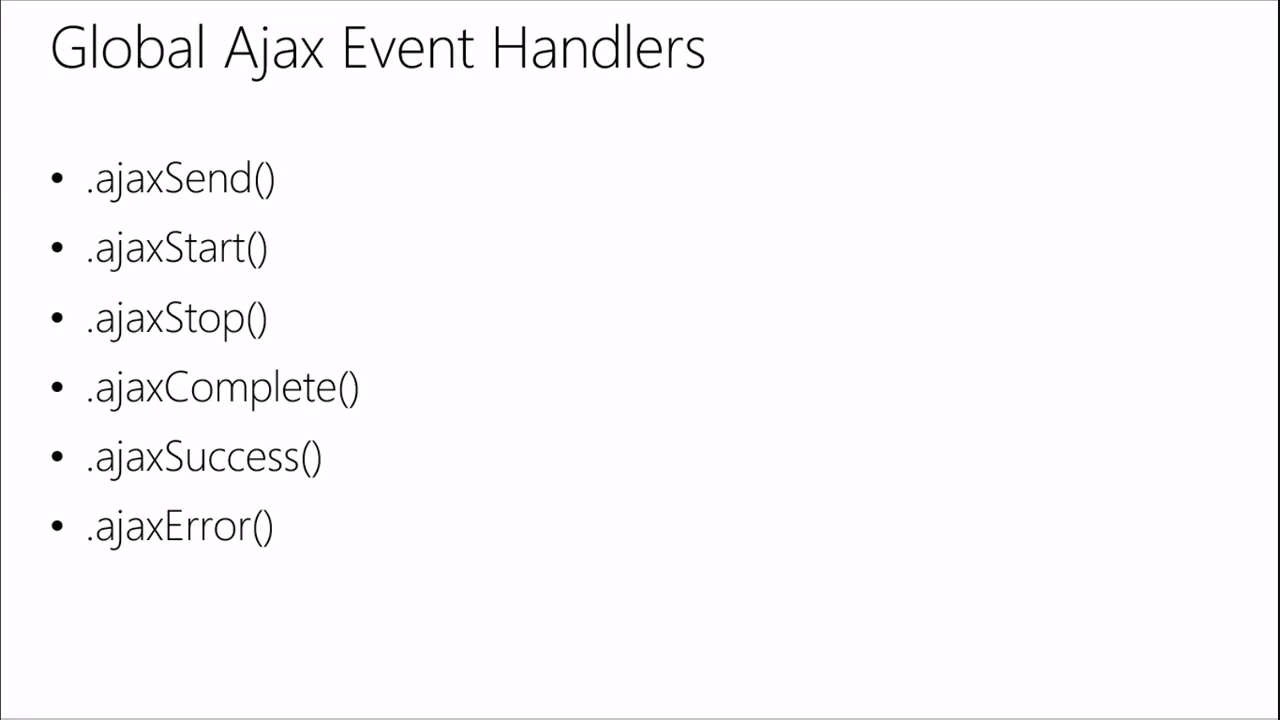 Global Ajax Event Handlers
• .ajaxSend()
• .ajaxStart()
• .ajaxStop()
• .ajaxComplete()
• .ajaxSuccess()
• .ajaxError()